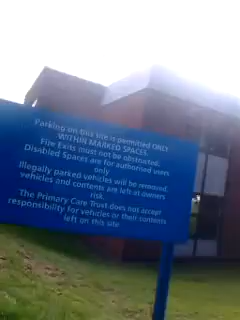 Parking on this site is permitted ONLY
WITHIN MARKED SPACES.
Fire Exits must not be obstructed.
Disabled Spaces are for authorised users
only
Illegally parked vehicles will be removed,
vehicles and contents are left at owners
risk.
The Primary Care Trust does not accept
responsibility for vehicles or their contents
left on this site